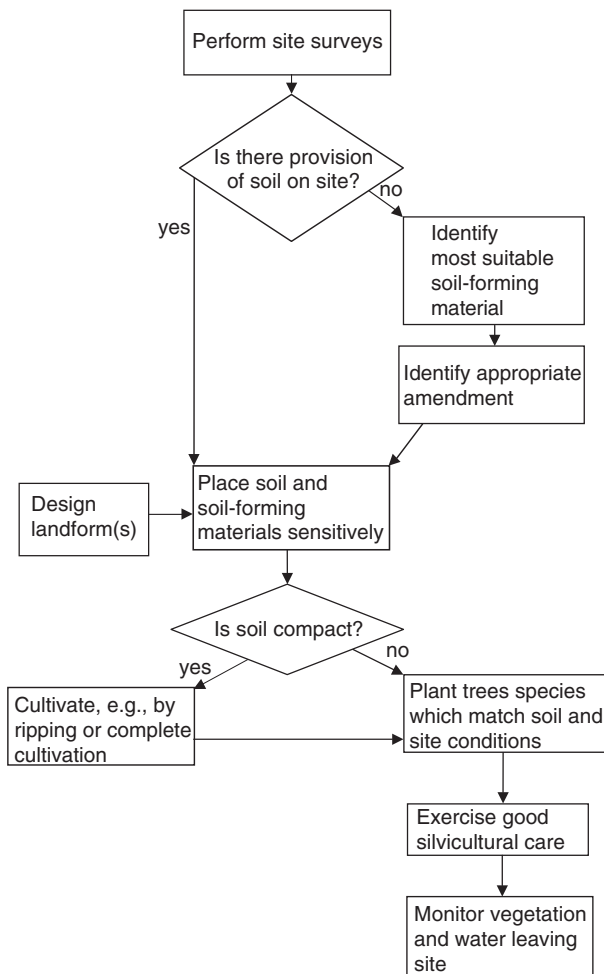 Perform site surveys
Is there provision
of soil on site?
no
yes
Identify
most suitable
soil-forming
material
Identify appropriate
amendment
Design
landform(s)
Place soil and
soil-forming
materials sensitively
Is soil compact?
yes
no
Cultivate, e.g., by
ripping or complete
cultivation
Plant trees species
which match soil and
site conditions
Exercise good
silvicultural care
Monitor vegetation
and water leaving
site